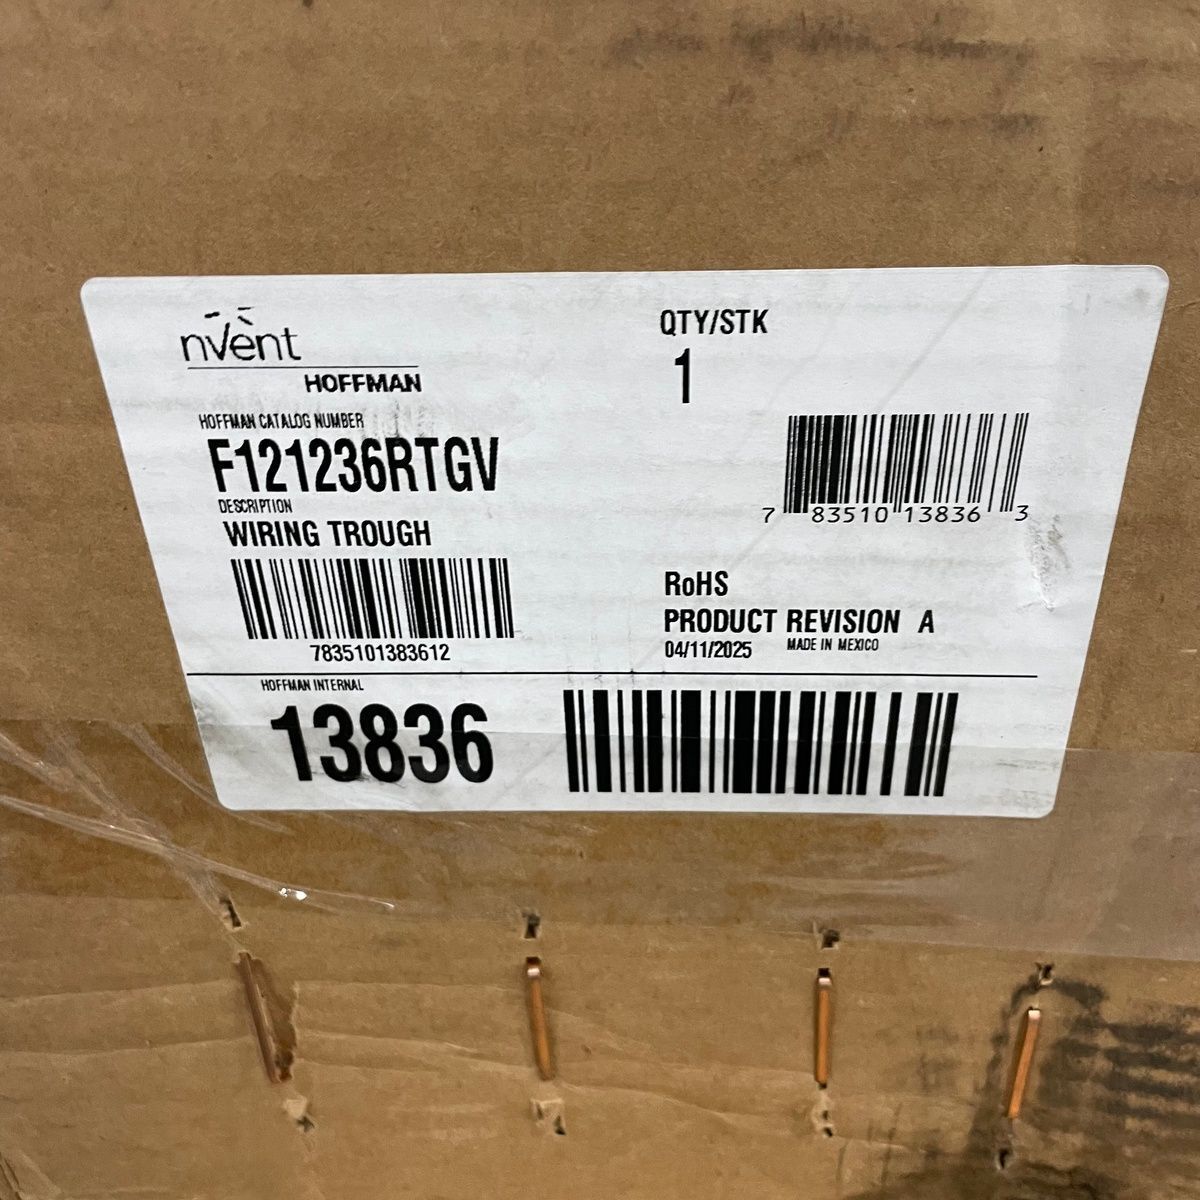 nVent
HOFFMAN
QTY/STK
1
HOFFMAN CATALOG NUMBER
F121236RTGV
DESCRIPTION
WIRING TROUGH
7835101383612
7 83510 13836 3
RoHS
PRODUCT REVISION A
04/11/2025 MADE IN MEXICO
HOFFMAN INTERNAL
13836